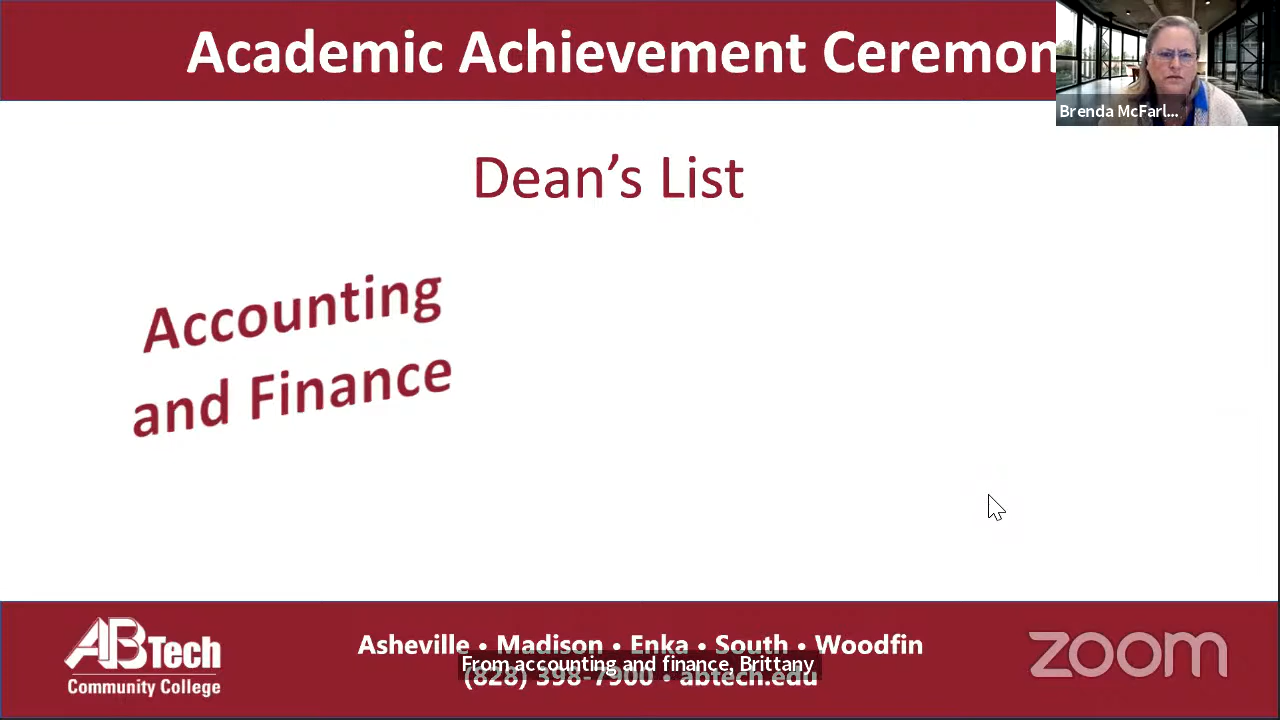 Academic Achievement Ceremon
Brenda McFarl...
Dean's List
Accounting
and Finance
AB Tech
Community College
Asheville • Madison • Enka • South • Woodfin
From accounting and finance, Brittany
(828) 398-7900 • abtech.edu
zoom